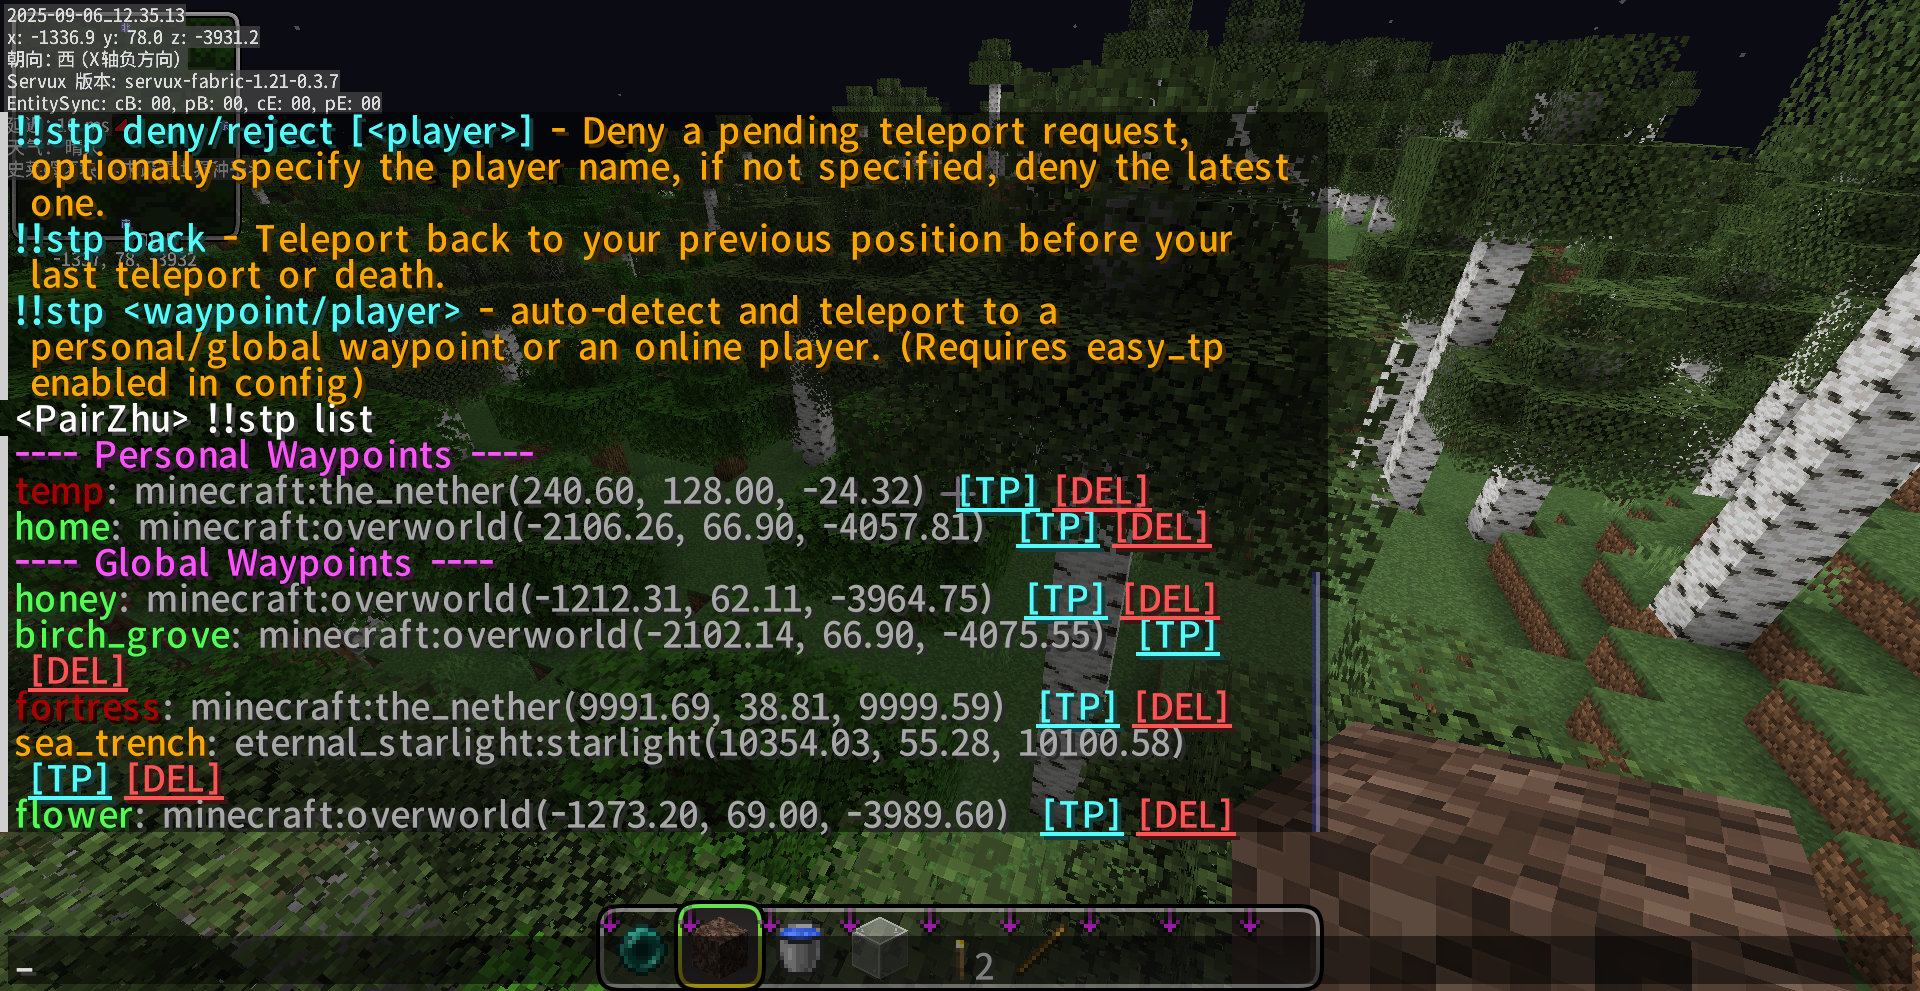 2025-09-06_12.35.13
x: -1336.9 y: 78.0 z: -3931.2
朝向: 西 (X轴负方向)
Servux 版本: servux-fabric-1.21-0.3.7
EntitySync: cB: 00, pB: 00, cE: 00, pE: 00
!!stp deny/reject [<player>] - Deny a pending teleport request,
optionally specify the player name, if not specified, deny the latest
one.
!!stp back - Teleport back to your previous position before your
-1337, 78, -3932
last teleport or death.
!!stp <waypoint/player> - auto-detect and teleport to a
personal/global waypoint or an online player. (Requires easy_tp
enabled in config)
<PairZhu> !!stp list
---- Personal Waypoints ----
temp: minecraft:the_nether(240.60, 128.00, -24.32) [TP] [DEL]
home: minecraft:overworld(-2106.26, 66.90, -4057.81) [TP] [DEL]
---- Global Waypoints ----
honey: minecraft:overworld(-1212.31, 62.11, -3964.75) [TP] [DEL]
birch_grove: minecraft:overworld(-2102.14, 66.90, -4075.55) [TP]
[DEL]
fortress: minecraft:the_nether(9991.69, 38.81, 9999.59) [TP] [DEL]
sea_trench: eternal_starlight:starlight(10354.03, 55.28, 10100.58)
[TP] [DEL]
flower: minecraft:overworld(-1273.20, 69.00, -3989.60) [TP] [DEL]
2
_